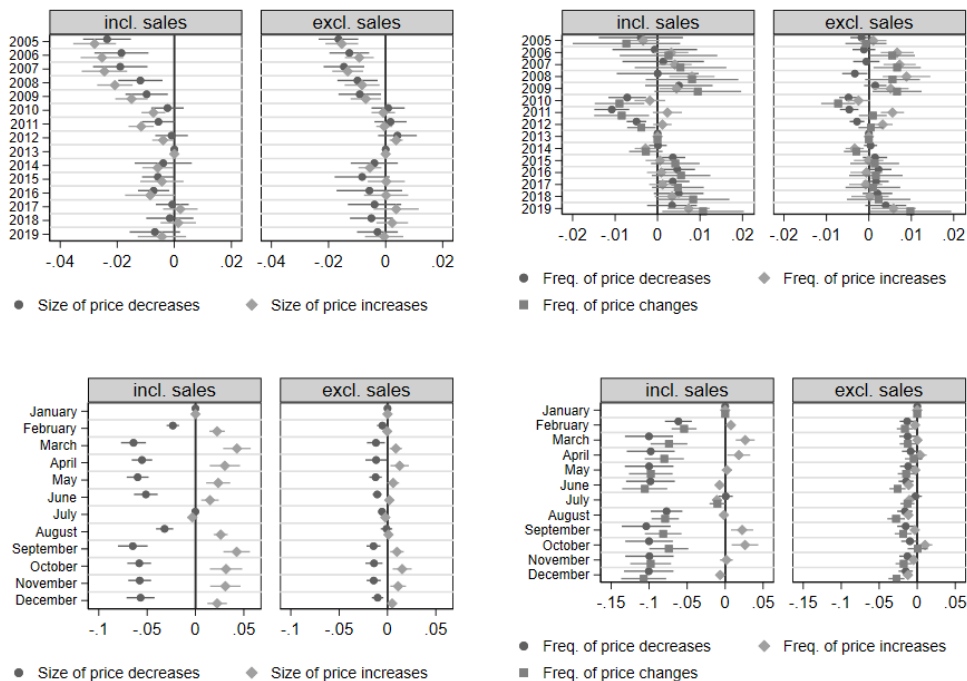 incl. sales
excl. sales
2005
2006
2007
2008
2009
2010
2011
2012
2013
2014
2015
2016
2017
2018
2019
-.04 -.02 0 .02
-.04 -.02 0 .02
Size of price decreases
Size of price increases
incl. sales
excl. sales
2005
2006
2007
2008
2009
2010
2011
2012
2013
2014
2015
2016
2017
2018
2019
-.02 -.01 0 .01 .02
-.02 -.01 0 .01 .02
Freq. of price decreases
Freq. of price increases
Freq. of price changes
incl. sales
excl. sales
January
February
March
April
May
June
July
August
September
October
November
December
-.1 -.05 0 .05
-.1 -.05 0 .05
Size of price decreases
Size of price increases
incl. sales
excl. sales
January
February
March
April
May
June
July
August
September
October
November
December
-.15 -.1 -.05 0 .05
-.15 -.1 -.05 0 .05
Freq. of price decreases
Freq. of price increases
Freq. of price changes